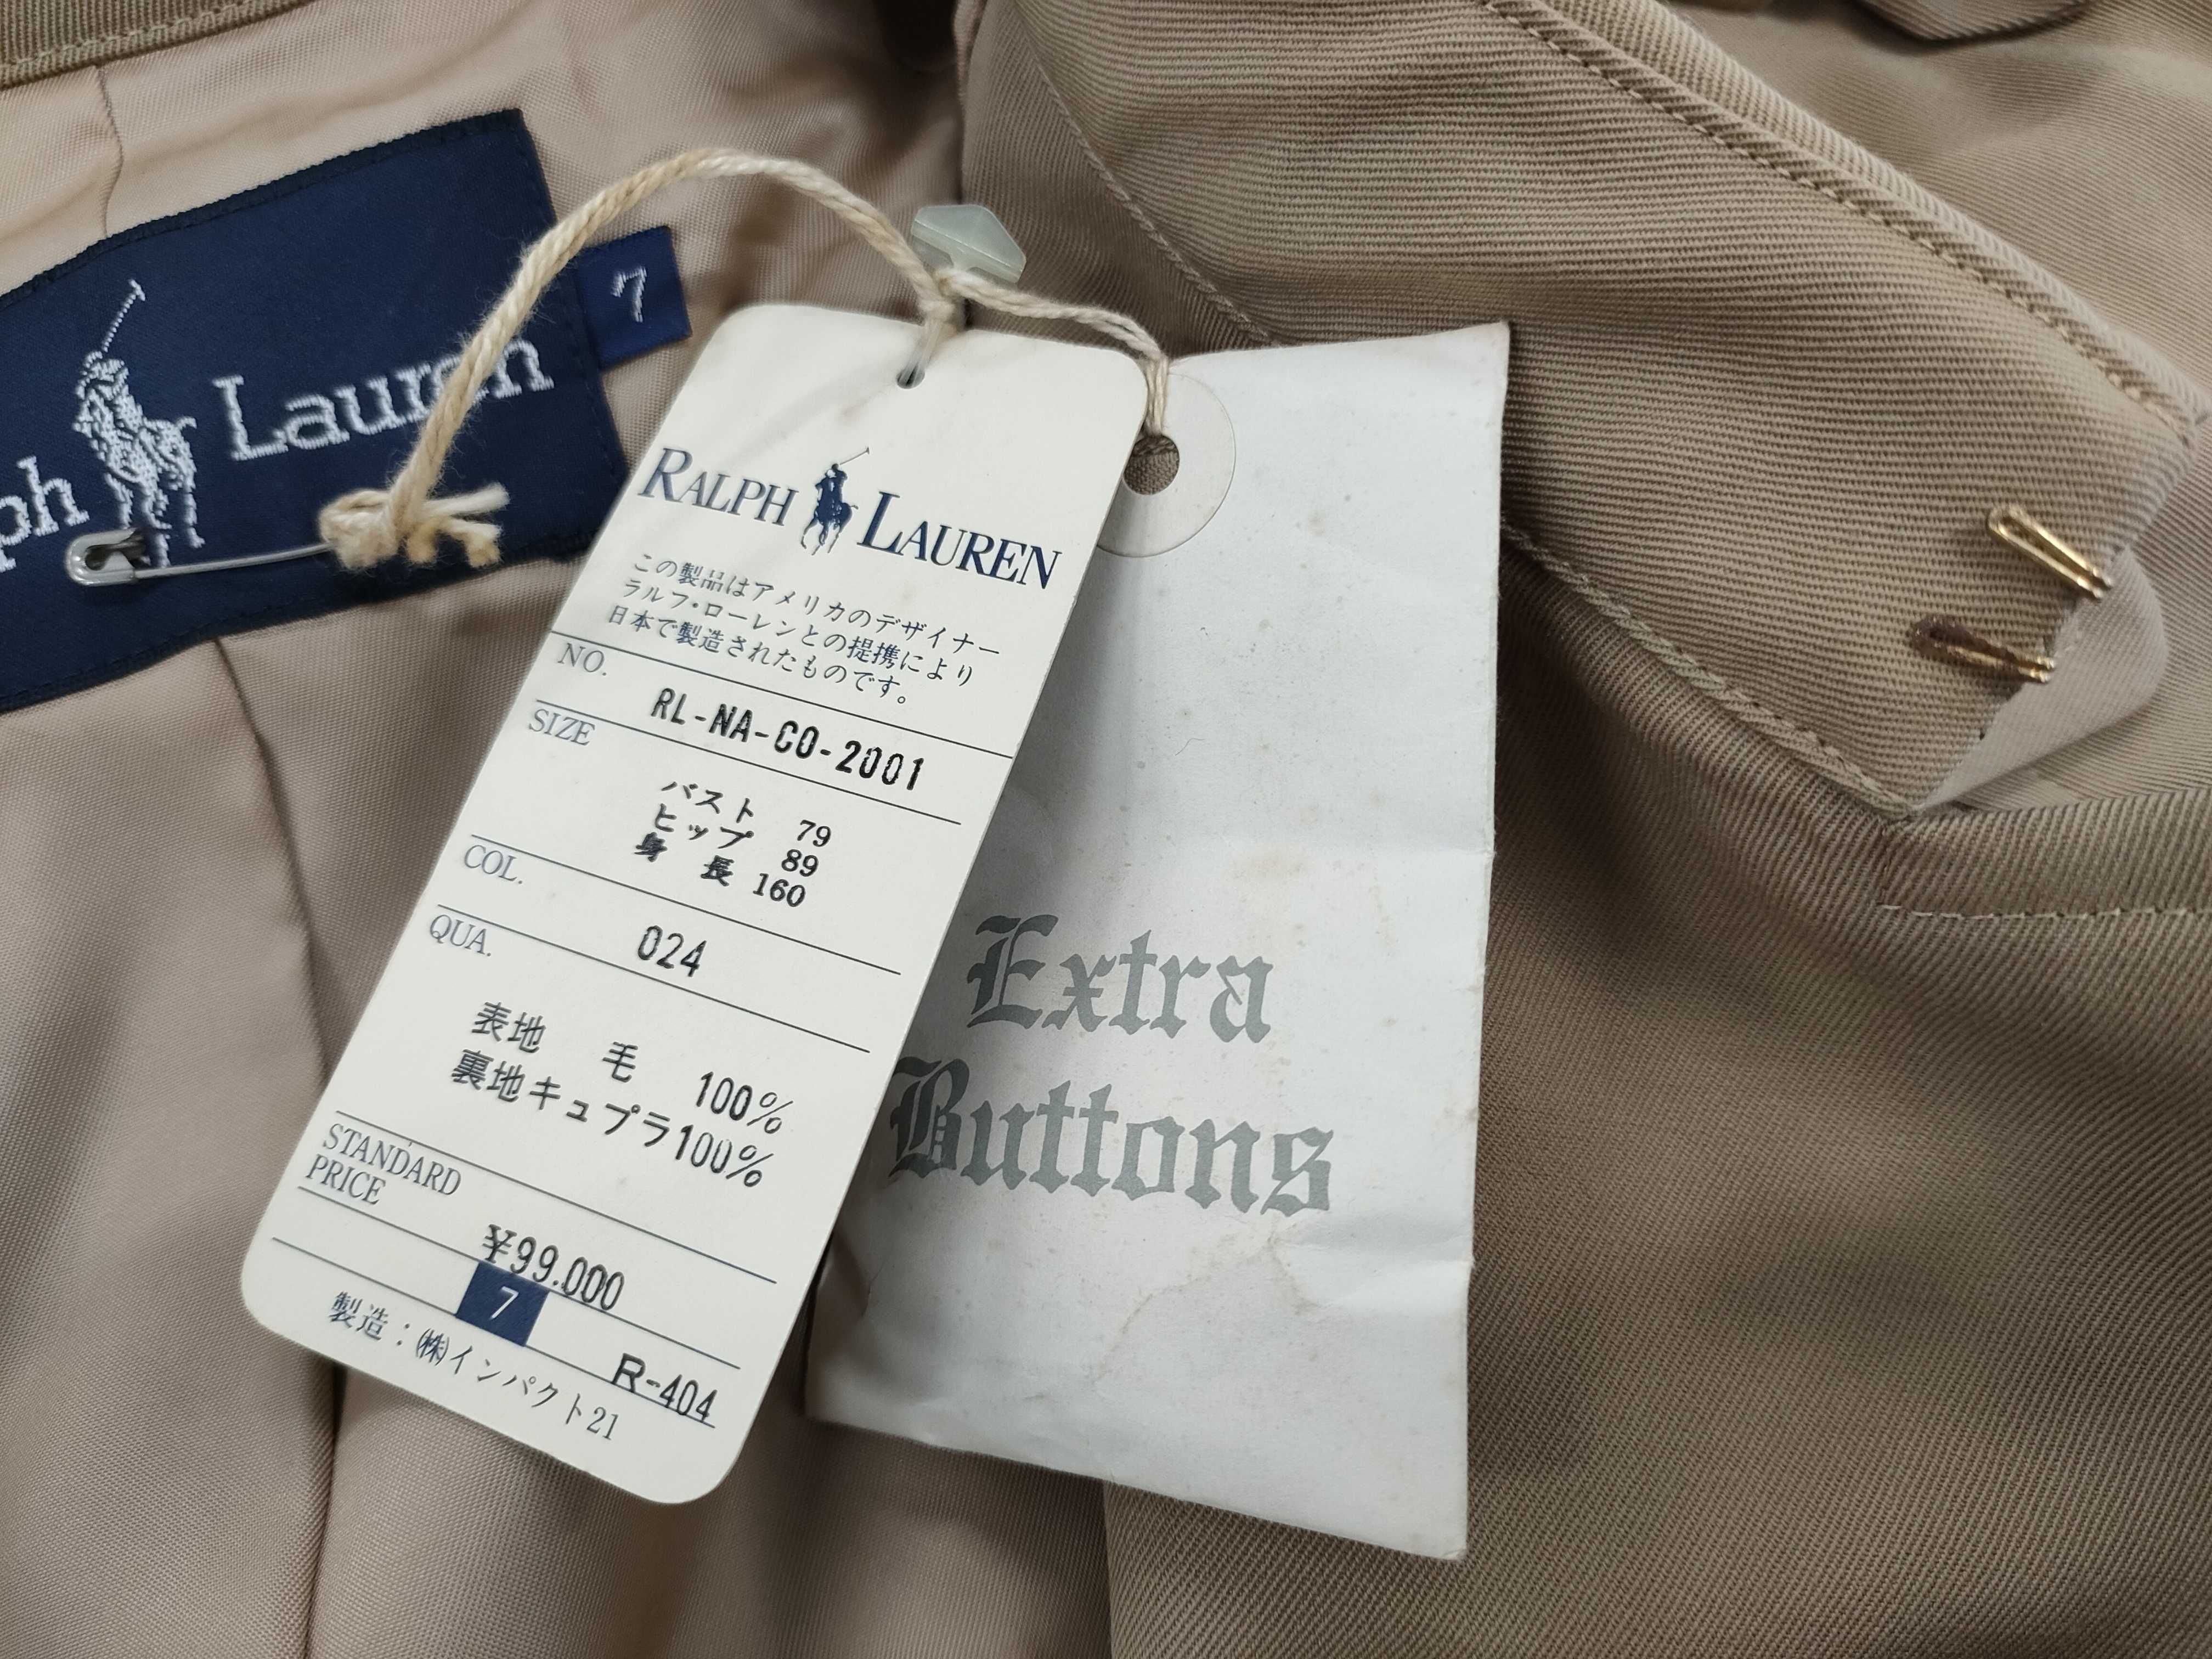 ph Lauren
7
RALPH LAUREN
この製品はアメリカのデザイナー
ラルフ・ローレンとの提携により
日本で製造されたものです。
NO.
RL-NA-CO-2001
SIZE
バスト 79
ヒップ 89
身長 160
COL.
024
QUA.
表地 毛 100%
裏地キュプラ100%
STANDARD
PRICE
¥99.000
7
R-404
製造：㈱インパクト21
Extra
Buttons